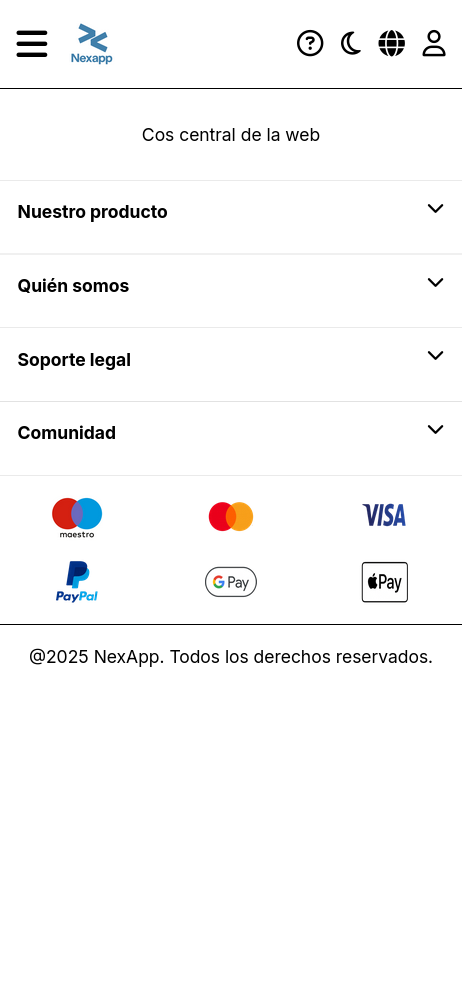 Nexapp
Cos central de la web
Nuestro producto
Quién somos
Soporte legal
Comunidad
maestro
VISA
PayPal
G Pay
Pay
@2025 NexApp. Todos los derechos reservados.